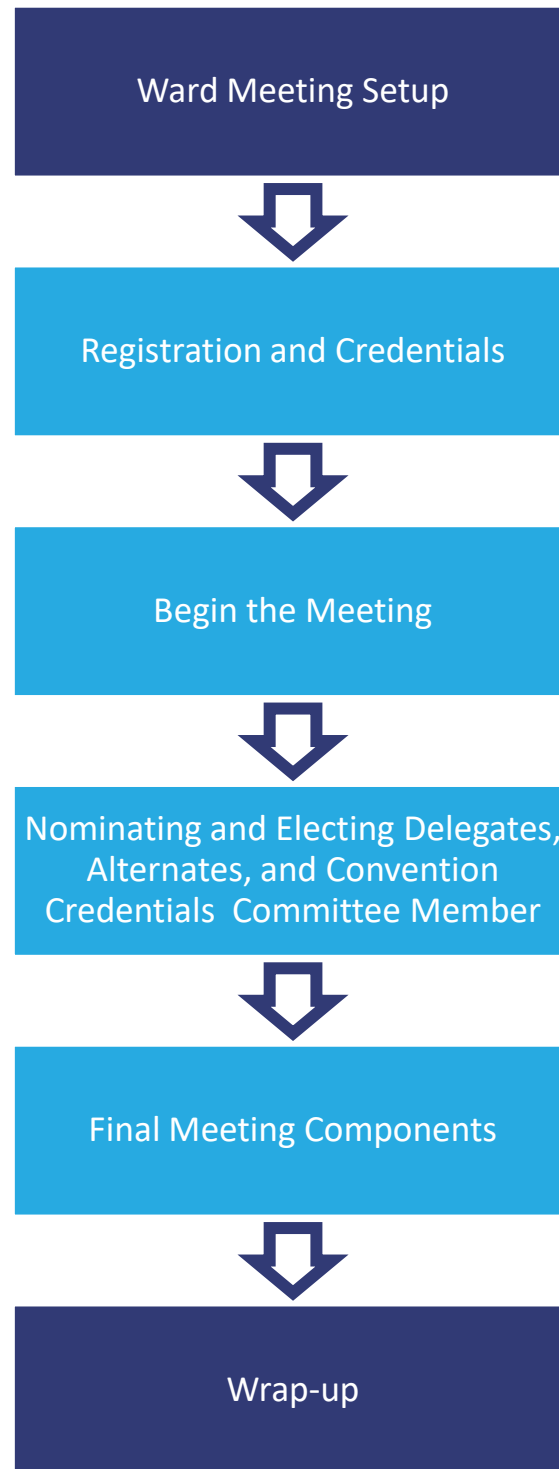 Ward Meeting Setup
Registration and Credentials
Begin the Meeting
Nominating and Electing Delegates,
Alternates, and Convention
Credentials  Committee Member
Final Meeting Components
Wrap-up